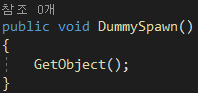 참조 0개
public void DummySpawn()
{
    GetObject();
}